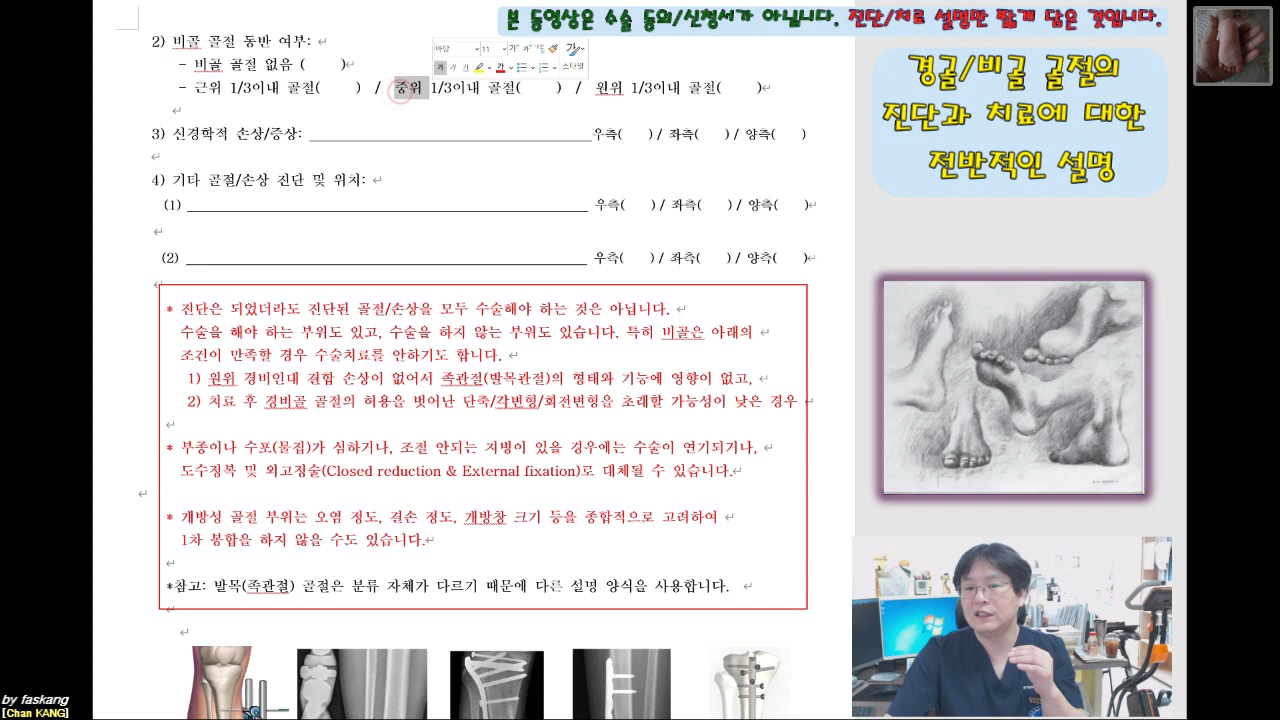 본 동영상은 수술 동의/신청서가 아닙니다. 진단/치료 설명만 짧게 담은 것입니다.
경골/비골 골절의
진단과 치료에 대한
전반적인 설명
2) 비골 골절 동반 여부:
- 비골 골절 없음 ( )
바탕 11 가 가
가 가 가 가 스타일
- 근위 1/3이내 골절( ) / 중위 1/3이내 골절( ) / 원위 1/3이내 골절( )
3) 신경학적 손상/증상: 우측( ) / 좌측( ) / 양측( )
4) 기타 골절/손상 진단 및 위치:
(1) 우측( ) / 좌측( ) / 양측( )
(2) 우측( ) / 좌측( ) / 양측( )
* 진단은 되었더라도 진단된 골절/손상을 모두 수술해야 하는 것은 아닙니다.
수술을 해야 하는 부위도 있고, 수술을 하지 않는 부위도 있습니다. 특히 비골은 아래의
조건이 만족할 경우 수술치료를 안하기도 합니다.
1) 원위 경비인대 결합 손상이 없어서 족관절(발목관절)의 형태와 기능에 영향이 없고,
2) 치료 후 경비골 골절의 허용을 벗어난 단축/각변형/회전변형을 초래할 가능성이 낮은 경우
* 부종이나 수포(물집)가 심하거나, 조절 안되는 지병이 있을 경우에는 수술이 연기되거나,
도수정복 및 외고정술(Closed reduction & External fixation)로 대체될 수 있습니다.
* 개방성 골절 부위는 오염 정도, 결손 정도, 개방창 크기 등을 종합적으로 고려하여
1차 봉합을 하지 않을 수도 있습니다.
*참고: 발목(족관절) 골절은 분류 자체가 다르기 때문에 다른 설명 양식을 사용합니다.
by faskang
[Chan KANG]